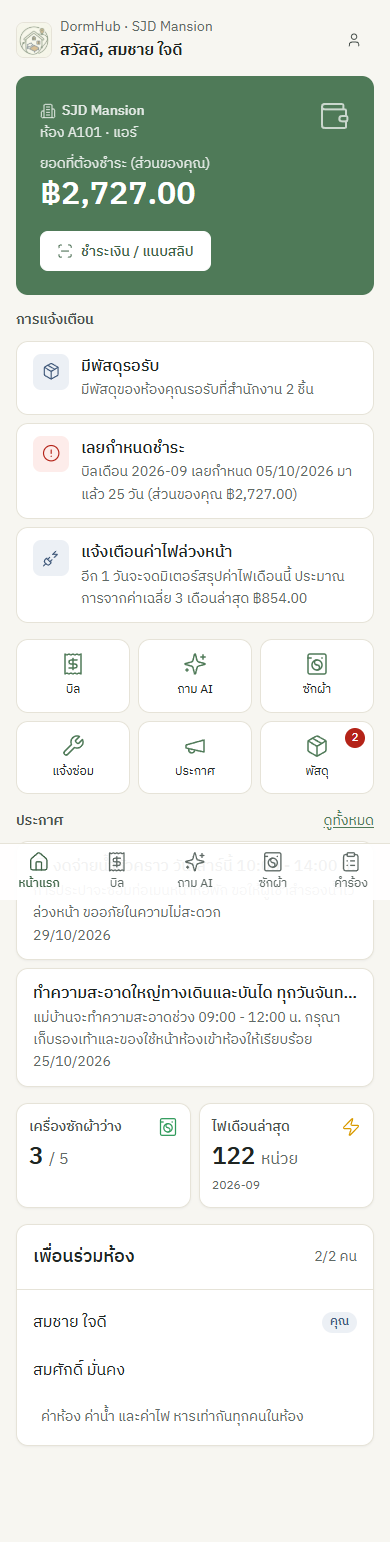 DormHub · SJD Mansion
สวัสดี, สมชาย ใจดี
SJD Mansion
ห้อง A101 · แอร์
ยอดที่ต้องชำระ (ส่วนของคุณ)
฿2,727.00
ชำระเงิน / แนบสลิป
การแจ้งเตือน
มีพัสดุรอรับ
มีพัสดุของห้องคุณรอรับที่สำนักงาน 2 ชิ้น
เลยกำหนดชำระ
บิลเดือน 2026-09 เลยกำหนด 05/10/2026 มา
แล้ว 25 วัน (ส่วนของคุณ ฿2,727.00)
แจ้งเตือนค่าไฟล่วงหน้า
อีก 1 วันจะจดมิเตอร์สรุปค่าไฟเดือนนี้ ประมาณ
การจากค่าเฉลี่ย 3 เดือนล่าสุด ฿854.00
บิล
ถาม AI
ซักผ้า
แจ้งซ่อม
ประกาศ
พัสดุ
2
ประกาศ
ดูทั้งหมด
หน้าแรก
บิล
ถาม AI
ซักผ้า
คำร้อง
ล่วงหน้า ขออภัยในความไม่สะดวก
29/10/2026
ทำความสะอาดใหญ่ทางเดินและบันได ทุกวันจันท...
แม่บ้านจะทำความสะอาดช่วง 09:00 - 12:00 น. กรุณา
เก็บรองเท้าและของใช้หน้าห้องเข้าห้องให้เรียบร้อย
25/10/2026
เครื่องซักผ้าว่าง
3 / 5
ไฟเดือนล่าสุด
122 หน่วย
2026-09
เพื่อนร่วมห้อง
2/2 คน
สมชาย ใจดี
คุณ
สมศักดิ์ มั่นคง
ค่าห้อง ค่าน้ำ และค่าไฟ หารเท่ากันทุกคนในห้อง